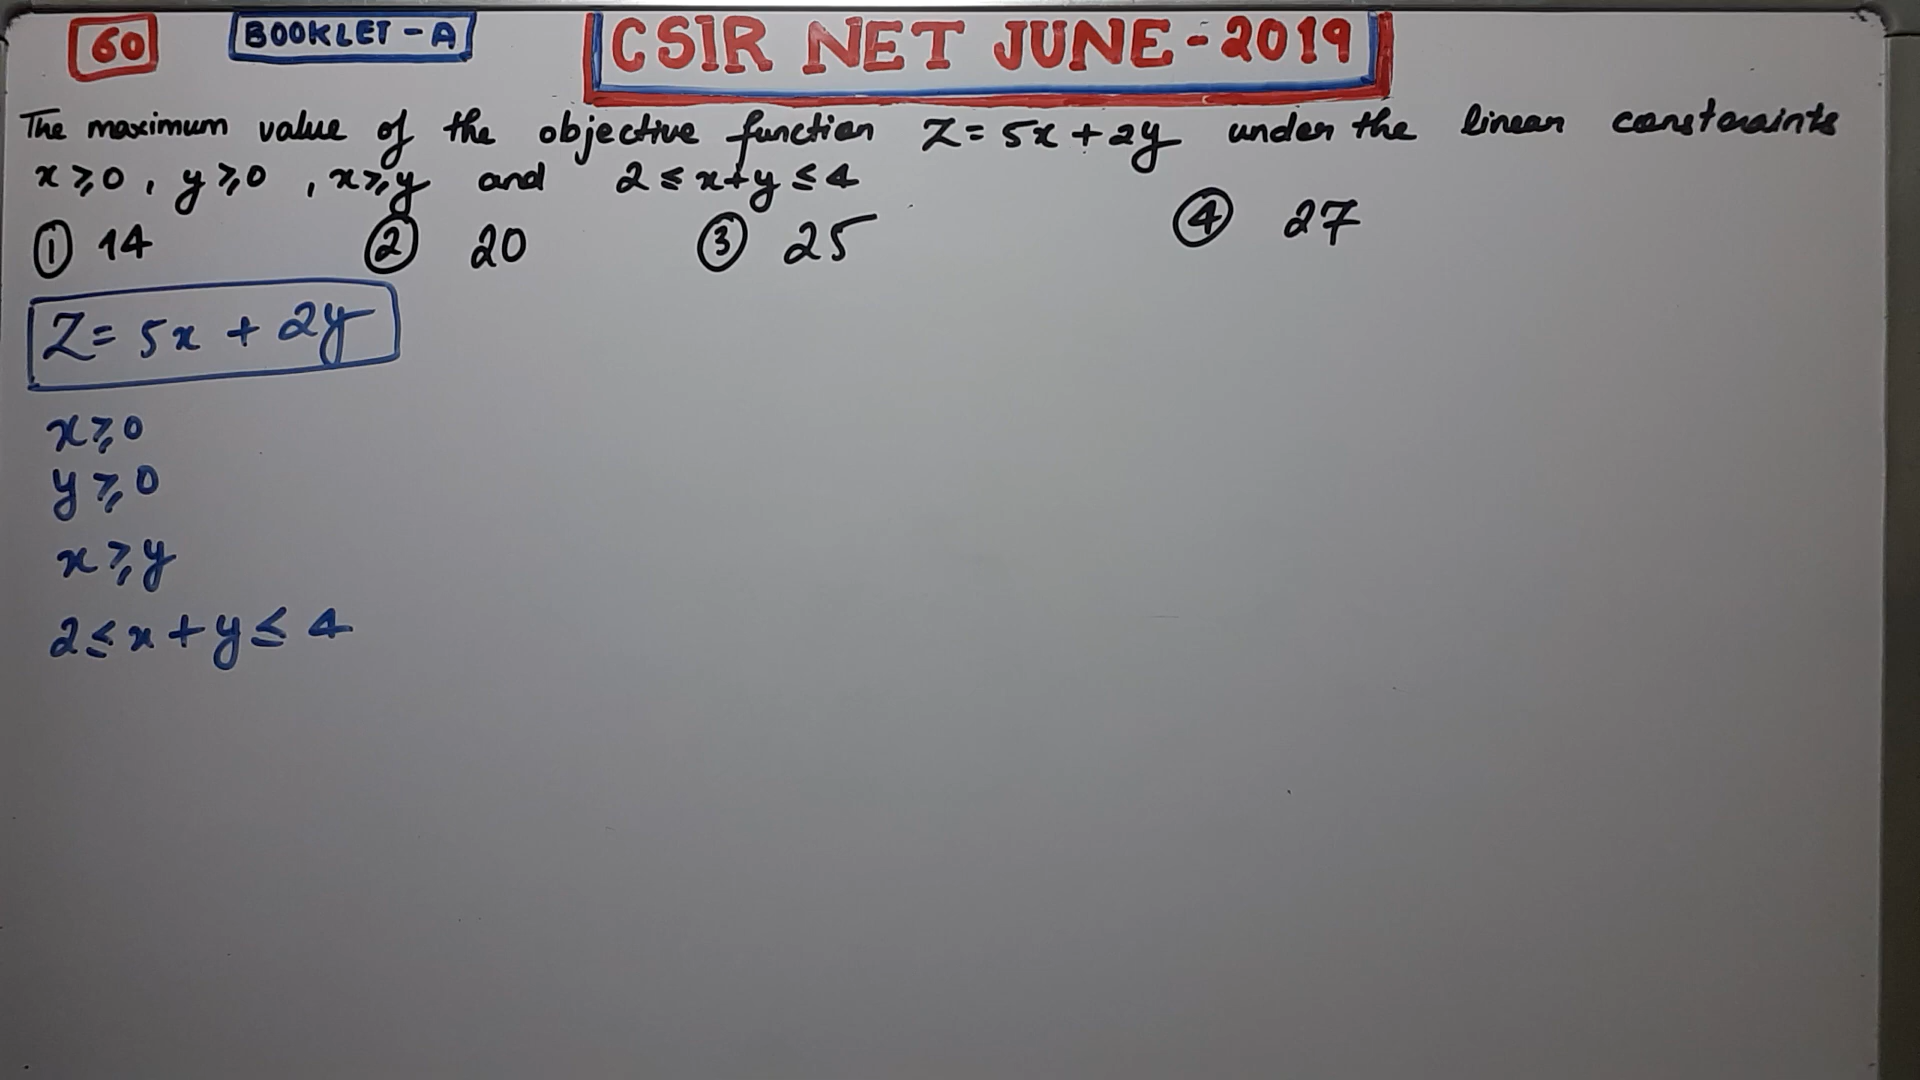 60 BOOKLET - A CSIR NET JUNE - 2019
The maximum value of the objective function Z = 5x + 2y under the linear constraints
x ≥ 0, y ≥ 0, x ≥ y and 2 ≤ x+y ≤ 4
① 14 ② 20 ③ 25 ④ 27
Z = 5x + 2y
x ≥ 0
y ≥ 0
x ≥ y
2 ≤ x + y ≤ 4